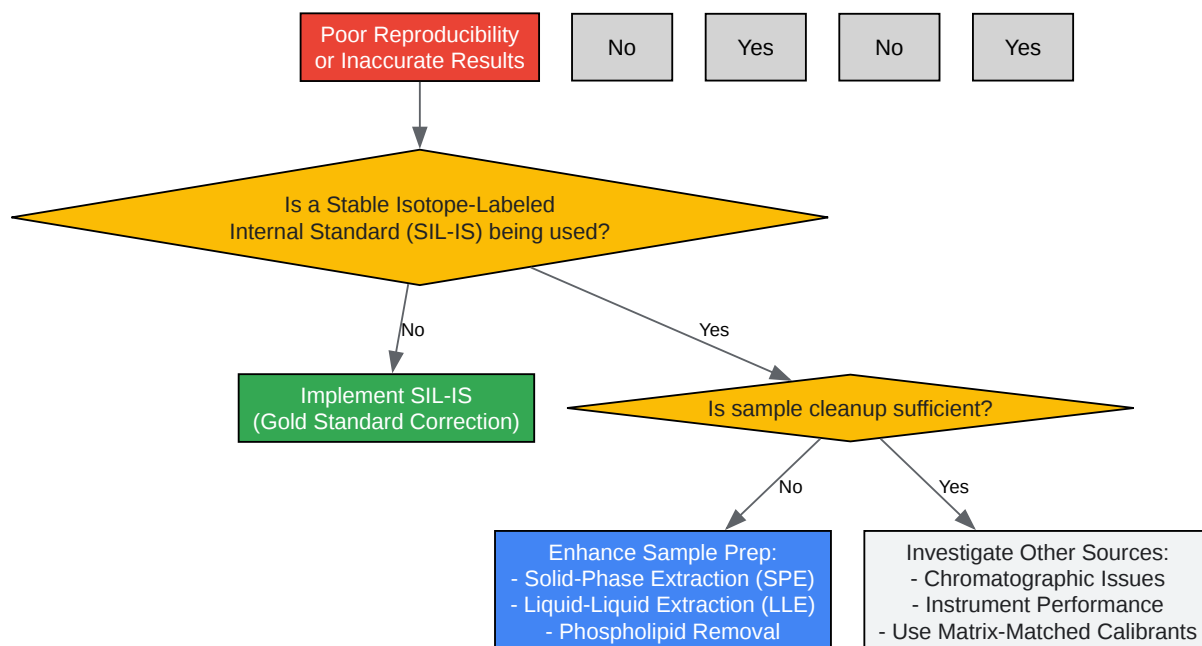 Poor Reproducibility
or Inaccurate Results
No
Yes
No
Yes
Is a Stable Isotope-Labeled
Internal Standard (SIL-IS) being used?
No
Yes
Implement SIL-IS
(Gold Standard Correction)
Is sample cleanup sufficient?
No
Yes
Enhance Sample Prep:
- Solid-Phase Extraction (SPE)
- Liquid-Liquid Extraction (LLE)
- Phospholipid Removal
Investigate Other Sources:
- Chromatographic Issues
- Instrument Performance
- Use Matrix-Matched Calibrants